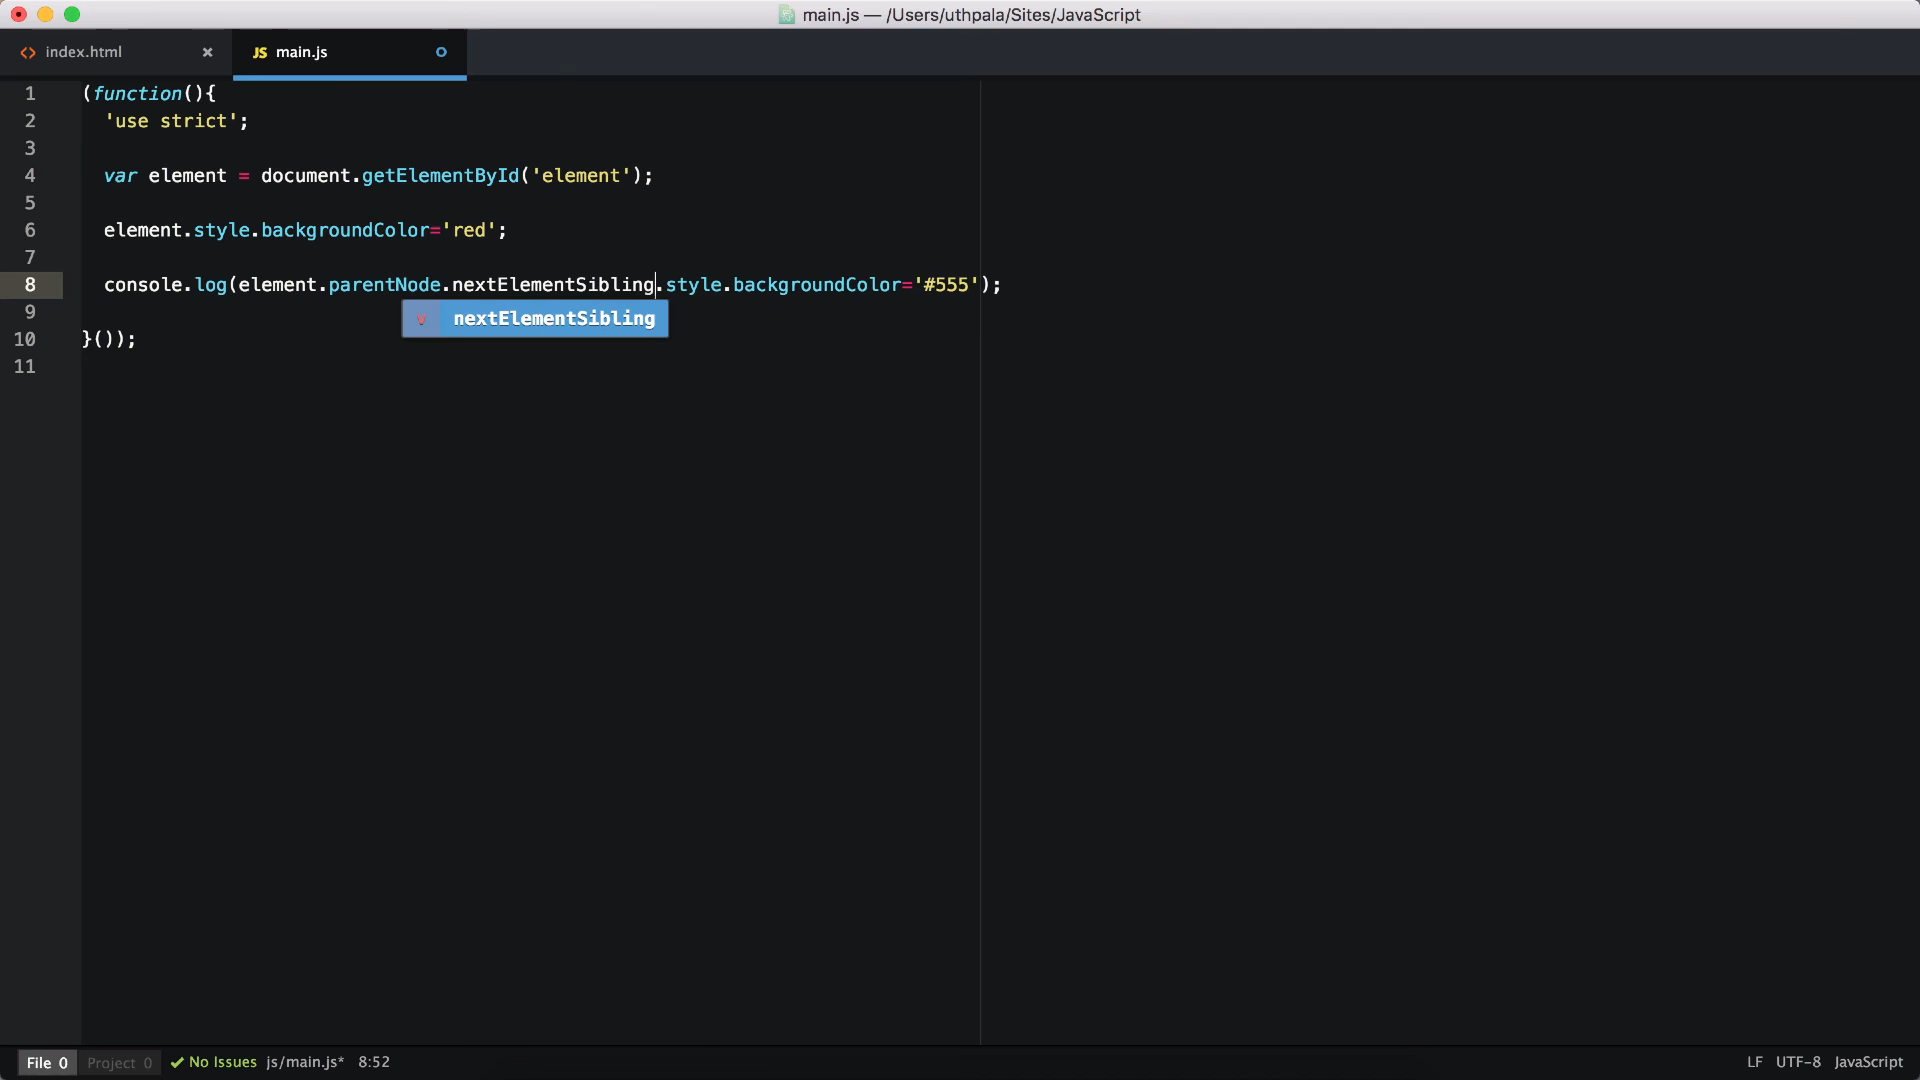 main.js — /Users/uthpala/Sites/JavaScript
index.html
JS main.js
1 (function(){
2 'use strict';
3
4 var element = document.getElementById('element');
5
6 element.style.backgroundColor='red';
7
8 console.log(element.parentNode.nextElementSibling.style.backgroundColor='#555');
nextElementSibling
9
10 }());
11
File 0 Project 0 No Issues js/main.js* 8:52 LF UTF-8 JavaScript